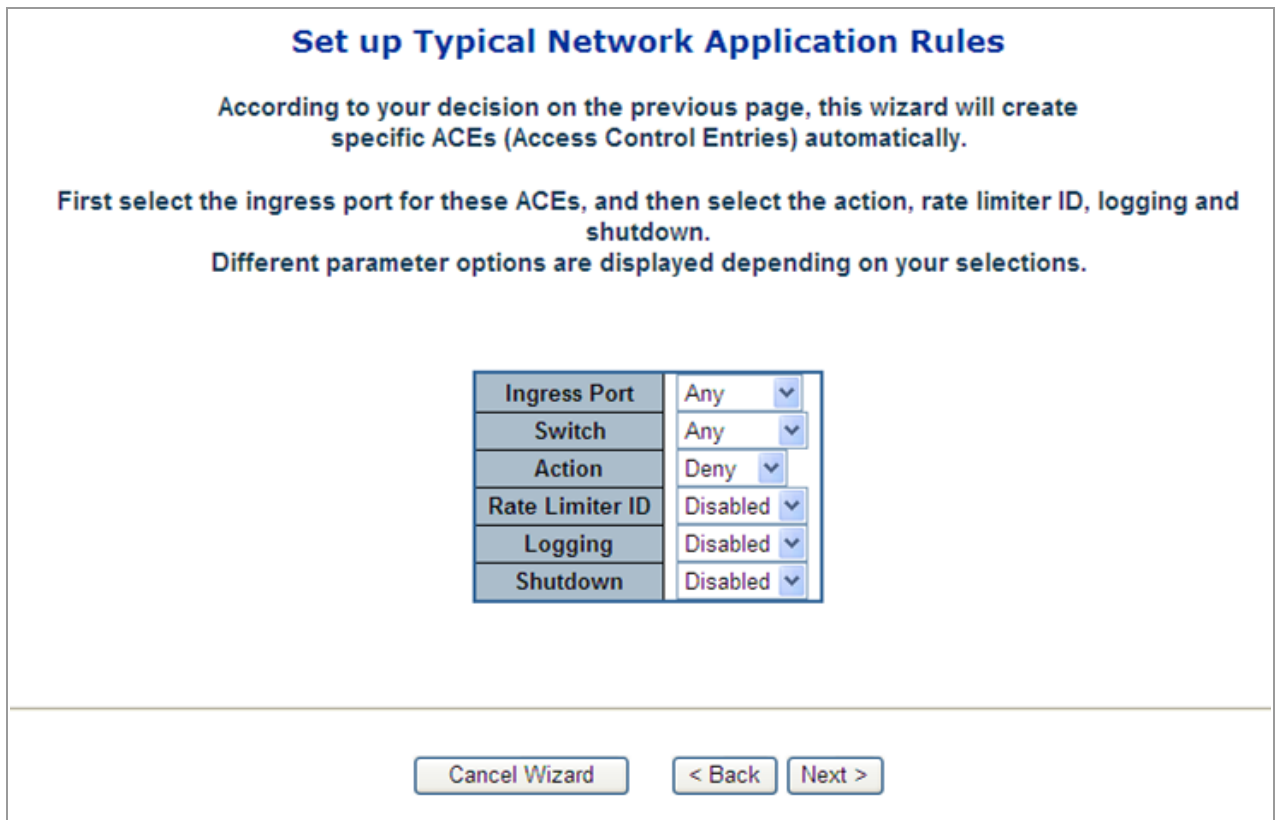 Set up Typical Network Application Rules
According to your decision on the previous page, this wizard will create
specific ACEs (Access Control Entries) automatically.
First select the ingress port for these ACEs, and then select the action, rate limiter ID, logging and
shutdown.
Different parameter options are displayed depending on your selections.
Ingress Port Any
Switch Any
Action Deny
Rate Limiter ID Disabled
Logging Disabled
Shutdown Disabled
Cancel Wizard < Back Next >